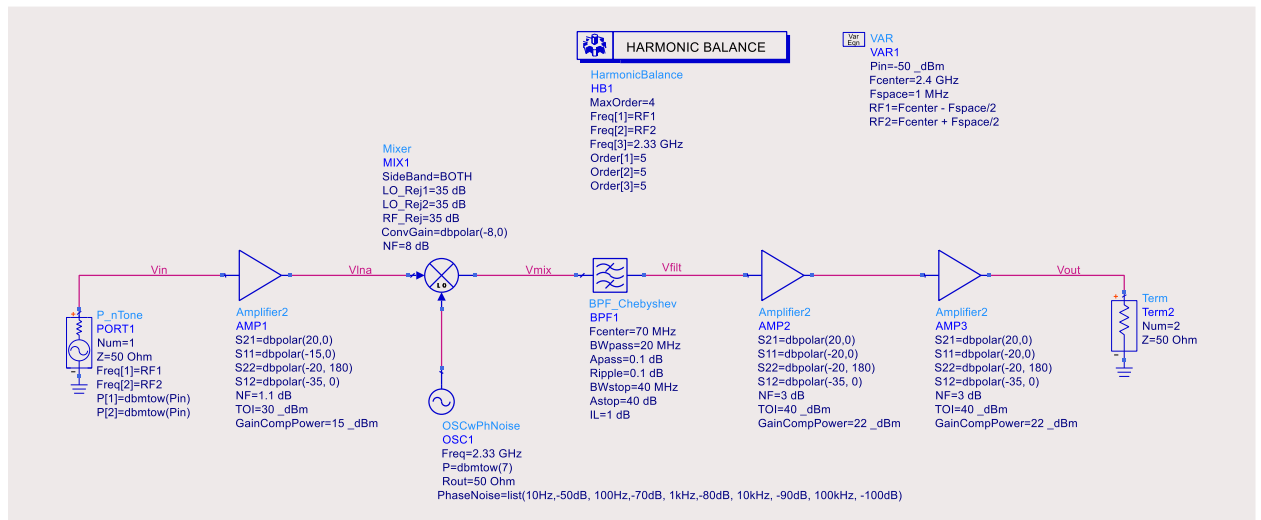 HARMONIC BALANCE
HarmonicBalance
HB1
MaxOrder=4
Freq[1]=RF1
Freq[2]=RF2
Freq[3]=2.33 GHz
Order[1]=5
Order[2]=5
Order[3]=5
Var
Eqn
VAR
VAR1
Pin=-50 _dBm
Fcenter=2.4 GHz
Fspace=1 MHz
RF1=Fcenter - Fspace/2
RF2=Fcenter + Fspace/2
Mixer
MIX1
SideBand=BOTH
LO_Rej1=35 dB
LO_Rej2=35 dB
RF_Rej=35 dB
ConvGain=dbpolar(-8,0)
NF=8 dB
Vin
Vlna
LO
Vmix
Vfilt
Vout
P_nTone
PORT1
Num=1
Z=50 Ohm
Freq[1]=RF1
Freq[2]=RF2
P[1]=dbmtow(Pin)
P[2]=dbmtow(Pin)
Amplifier2
AMP1
S21=dbpolar(20,0)
S11=dbpolar(-15,0)
S22=dbpolar(-20, 180)
S12=dbpolar(-35, 0)
NF=1.1 dB
TOI=30 _dBm
GainCompPower=15 _dBm
OSCwPhNoise
OSC1
Freq=2.33 GHz
P=dbmtow(7)
Rout=50 Ohm
PhaseNoise=list(10Hz,-50dB, 100Hz,-70dB, 1kHz,-80dB, 10kHz, -90dB, 100kHz, -100dB)
BPF_Chebyshev
BPF1
Fcenter=70 MHz
BWpass=20 MHz
Apass=0.1 dB
Ripple=0.1 dB
BWstop=40 MHz
Astop=40 dB
IL=1 dB
Amplifier2
AMP2
S21=dbpolar(20,0)
S11=dbpolar(-20,0)
S22=dbpolar(-20, 180)
S12=dbpolar(-35, 0)
NF=3 dB
TOI=40 _dBm
GainCompPower=22 _dBm
Amplifier2
AMP3
S21=dbpolar(20,0)
S11=dbpolar(-20,0)
S22=dbpolar(-20, 180)
S12=dbpolar(-35, 0)
NF=3 dB
TOI=40 _dBm
GainCompPower=22 _dBm
Term
Term2
Num=2
Z=50 Ohm